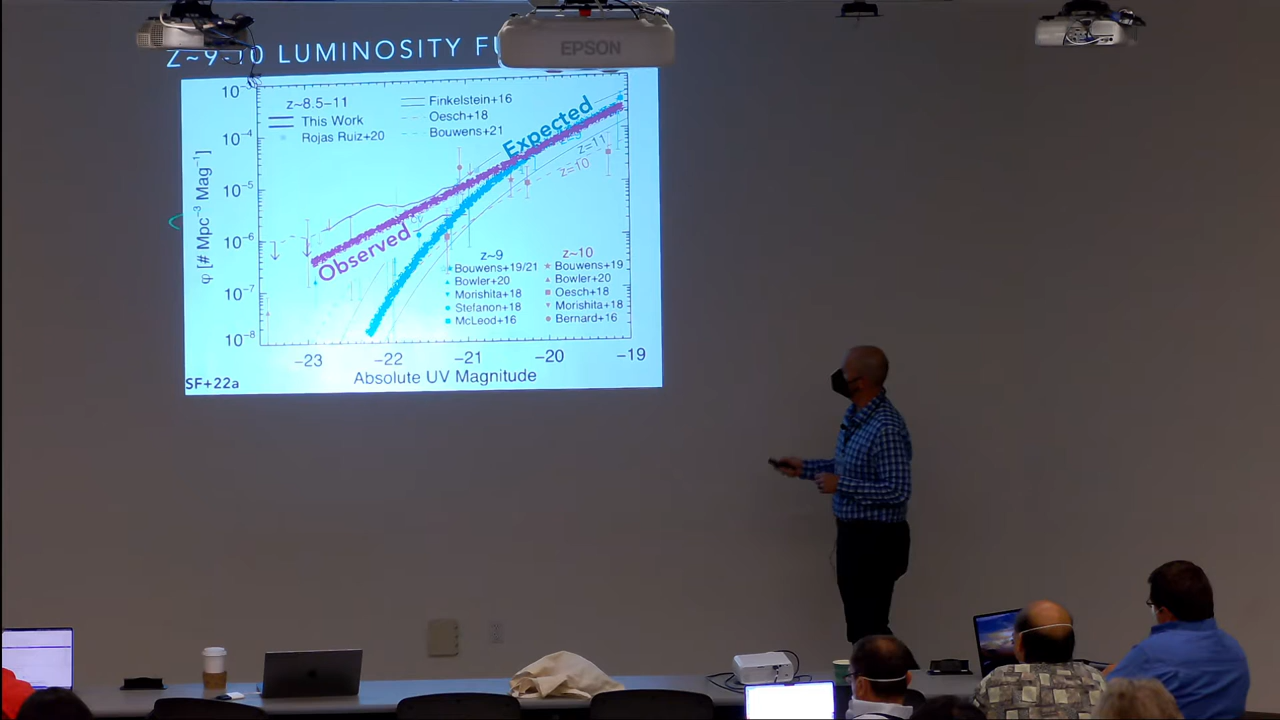 EPSON
Z~9-10 LUMINOSITY
z~8.5−11
This Work
Rojas Ruiz+20
Finkelstein+16
Oesch+18
Bouwens+21
Expected
Observed
z=11
z=10
z~9
Bouwens+19/21
Bowler+20
Morishita+18
Stefanon+18
McLeod+16
z~10
Bouwens+19
Bowler+20
Oesch+18
Morishita+18
Bernard+16
φ [# Mpc⁻³ Mag⁻¹]
10⁻³
10⁻⁴
10⁻⁵
10⁻⁶
10⁻⁷
10⁻⁸
−23 −22 −21 −20 −19
Absolute UV Magnitude
SF+22a